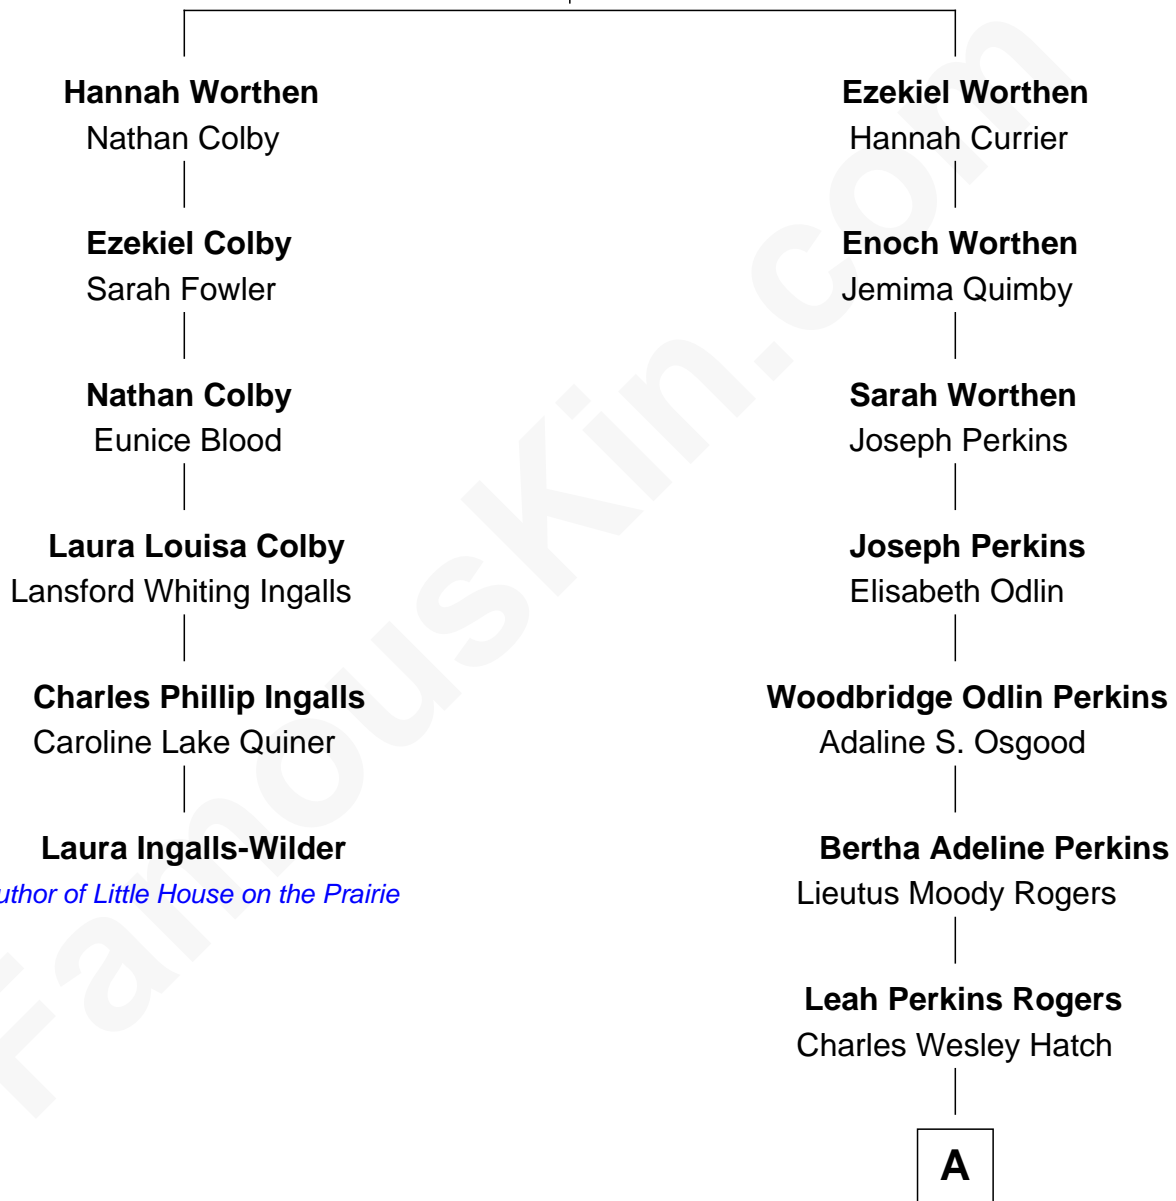 Hannah Worthen
Nathan Colby
Ezekiel Colby
Sarah Fowler
Nathan Colby
Eunice Blood
Laura Louisa Colby
Lansford Whiting Ingalls
Charles Phillip Ingalls
Caroline Lake Quiner
Laura Ingalls-Wilder
uthor of Little House on the Prairie
Ezekiel Worthen
Hannah Currier
Enoch Worthen
Jemima Quimby
Sarah Worthen
Joseph Perkins
Joseph Perkins
Elisabeth Odlin
Woodbridge Odlin Perkins
Adaline S. Osgood
Bertha Adeline Perkins
Lieutus Moody Rogers
Leah Perkins Rogers
Charles Wesley Hatch
A
FamousKin.com